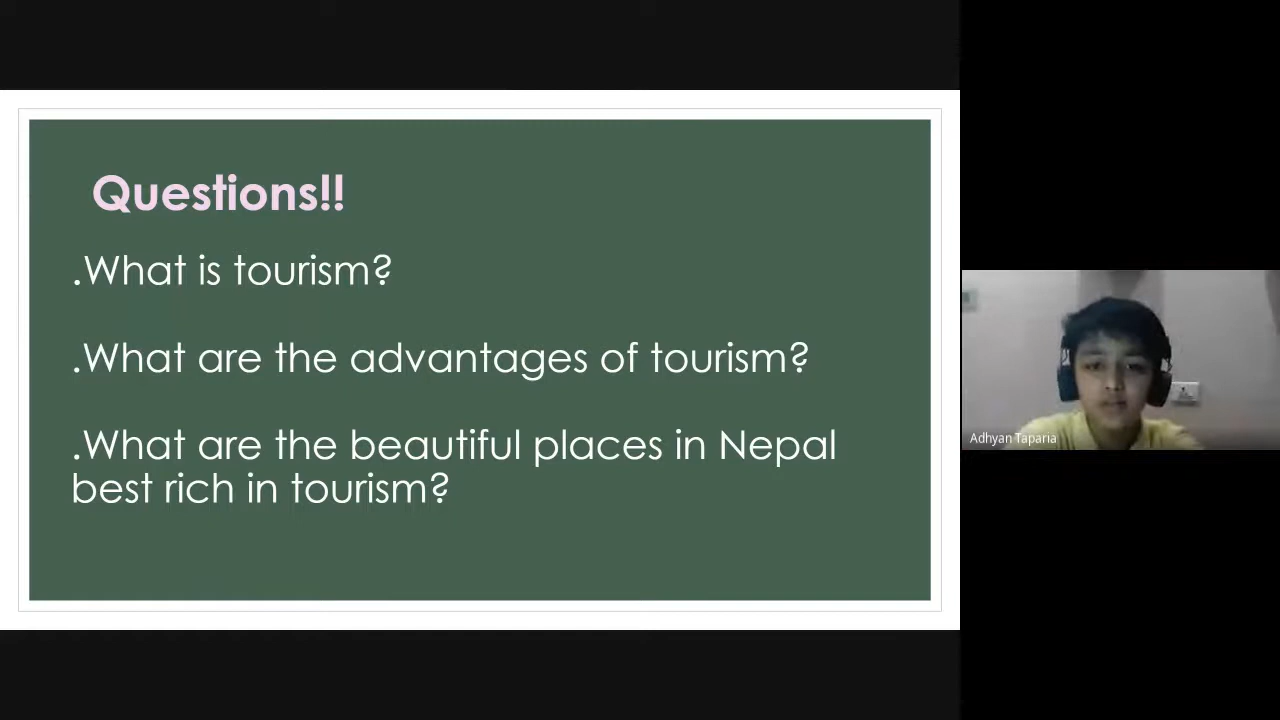 Questions!!
.What is tourism?
.What are the advantages of tourism?
.What are the beautiful places in Nepal
best rich in tourism?
Adhyan Taparia